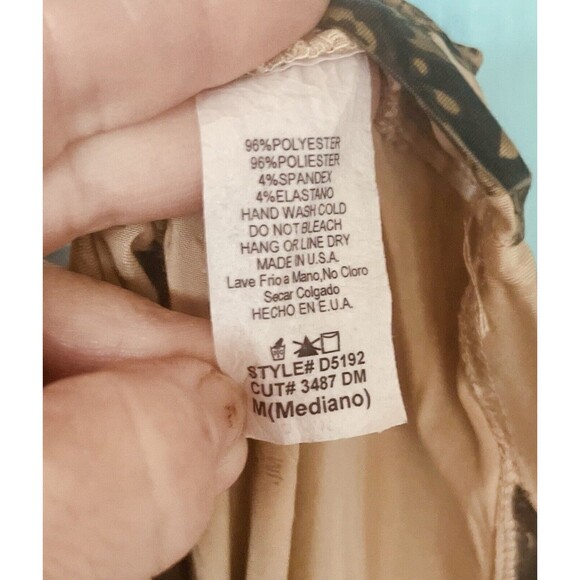 96%POLYESTER
96%POLIESTER
4%SPANDEX
4%ELASTANO
HAND WASH COLD
DO NOT BLEACH
HANG OR LINE DRY
MADE IN U.S.A.
Lave Frio a Mano, No Cloro
Secar Colgado
HECHO EN E.U.A.
STYLE# D5192
CUT# 3487 DM
M(Mediano)